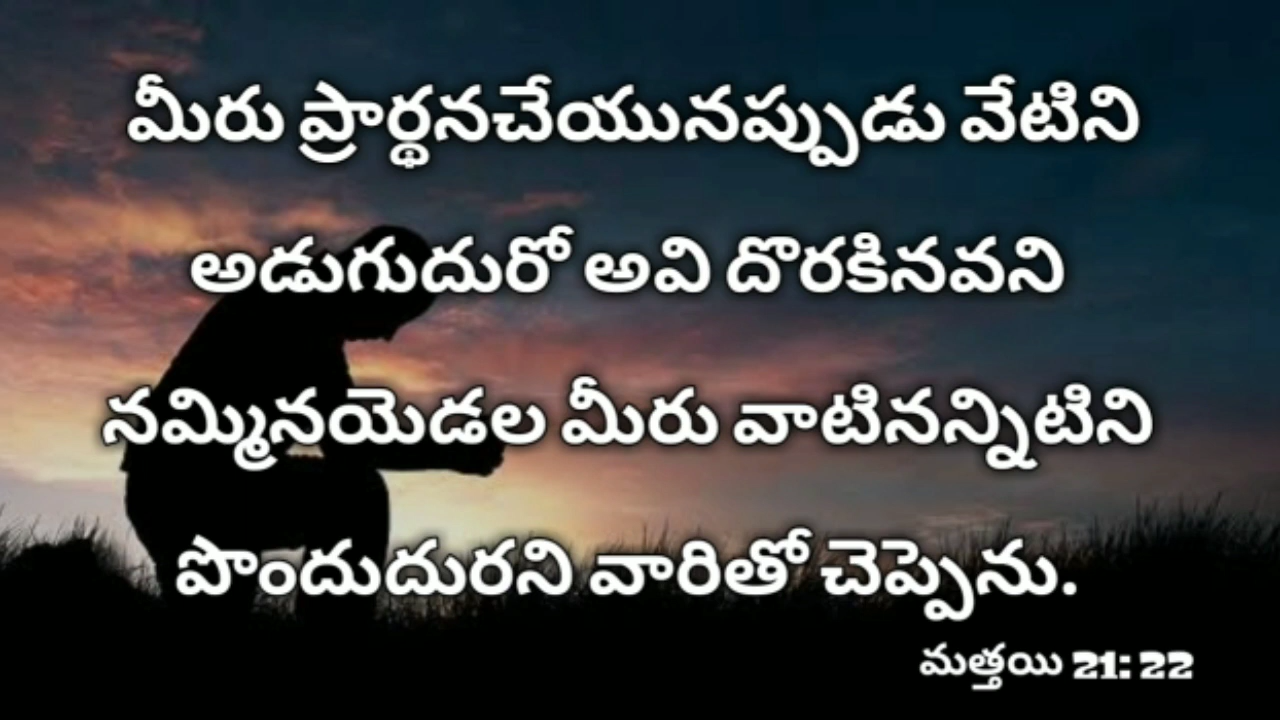 మీరు ప్రార్థనచేయునప్పుడు వేటిని
అడుగుదురో అవి దొరకినవని
నమ్మినయెడల మీరు వాటినన్నిటిని
పొందుదురని వారితో చెప్పెను.
మత్తయి 21: 22